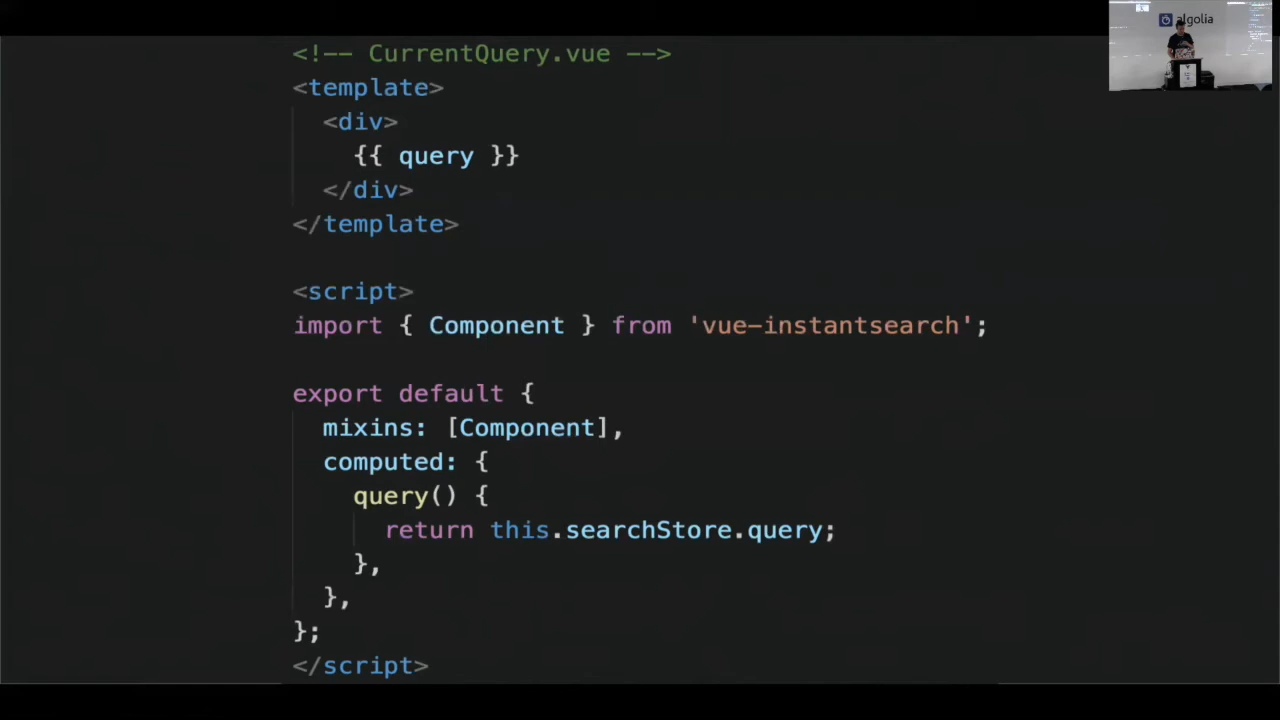 <!-- CurrentQuery.vue -->
<template>
  <div>
    {{ query }}
  </div>
</template>

<script>
import { Component } from 'vue-instantsearch';

export default {
  mixins: [Component],
  computed: {
    query() {
      return this.searchStore.query;
    },
  },
};
</script>
algolia